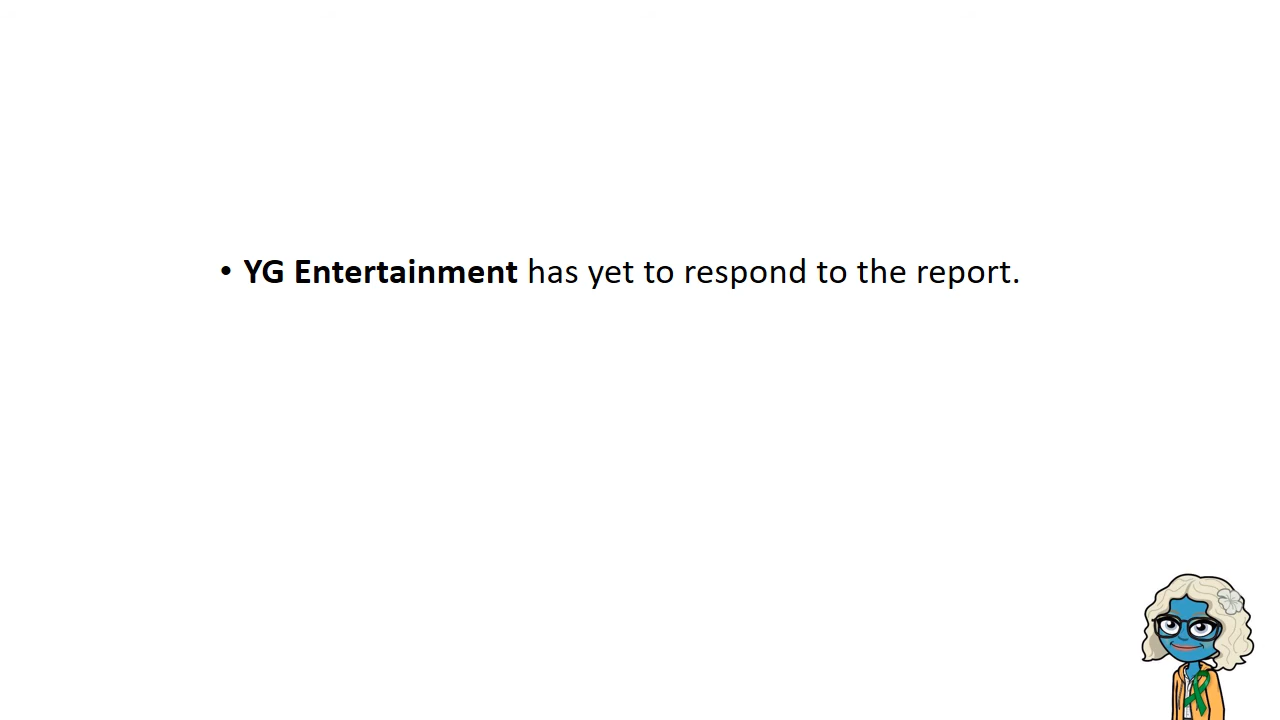 • YG Entertainment has yet to respond to the report.